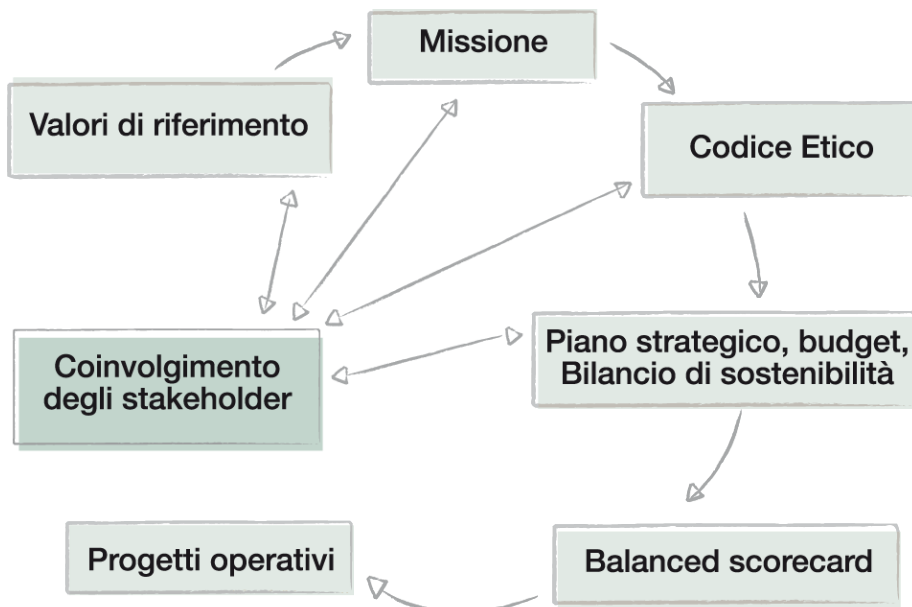 Missione
Valori di riferimento
Codice Etico
Piano strategico, budget,
Bilancio di sostenibilità
Coinvolgimento
degli stakeholder
Progetti operativi
Balanced scorecard